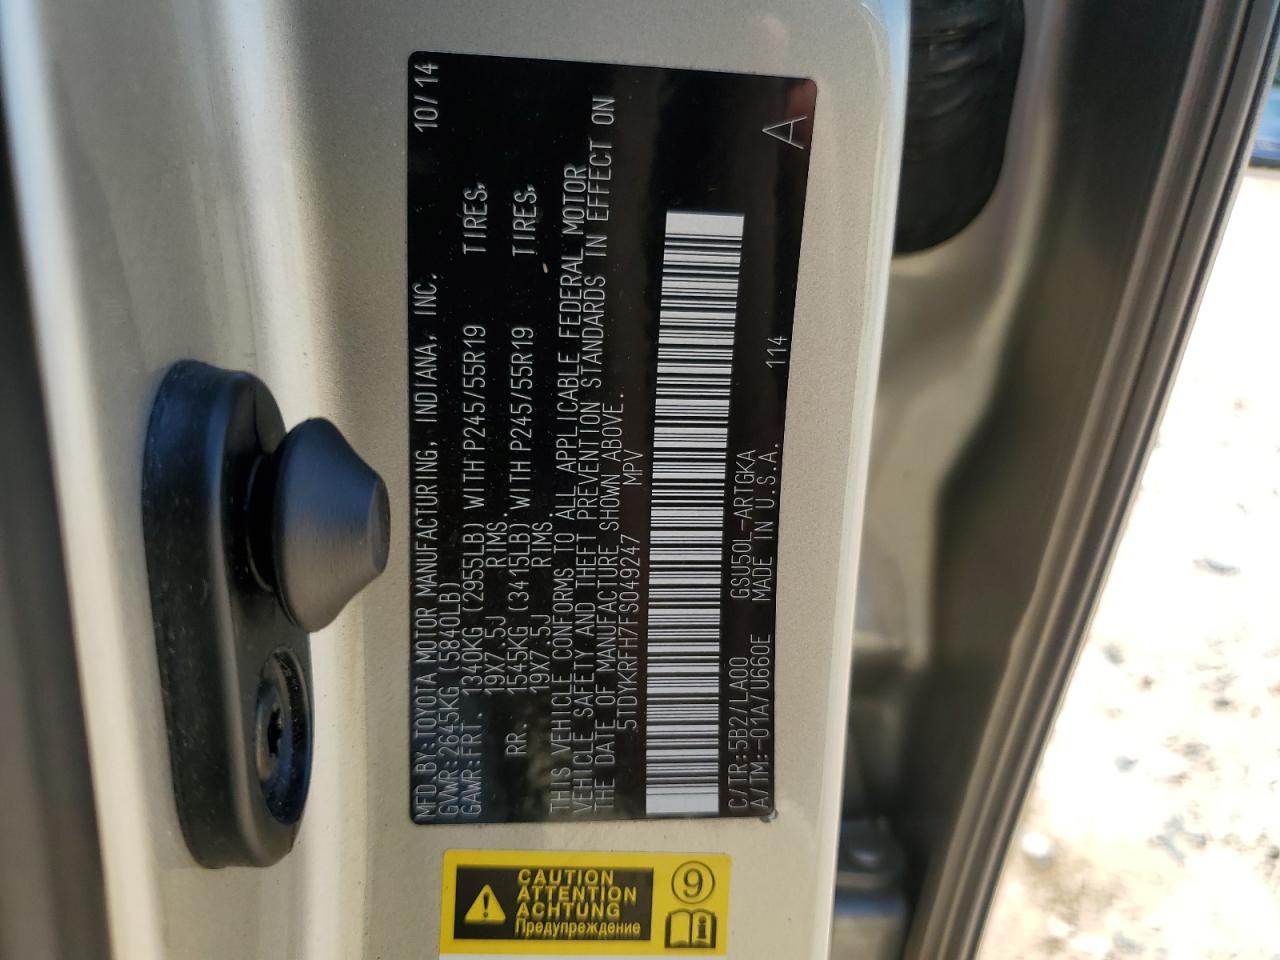 MFD BY:TOYOTA MOTOR MANUFACTURING, INDIANA, INC. 10/14
GVWR:2645KG(5840LB)
GAWR:FRT. 1340KG (2955LB) WITH P245/55R19 TIRES,
19X7.5J RIMS.
RR. 1545KG (3415LB) WITH P245/55R19 TIRES,
19X7.5J RIMS.
THIS VEHICLE CONFORMS TO ALL APPLICABLE FEDERAL MOTOR
VEHICLE SAFETY AND THEFT PREVENTION STANDARDS IN EFFECT ON
THE DATE OF MANUFACTURE SHOWN ABOVE.
5TDYKRFH7FS049247 MPV
C/TR:5B2/LA00 GSU50L-ARTGKA
A/TM:-01A/U660E MADE IN U.S.A. 114 A
CAUTION
ATTENTION
ACHTUNG
Предупреждение
9